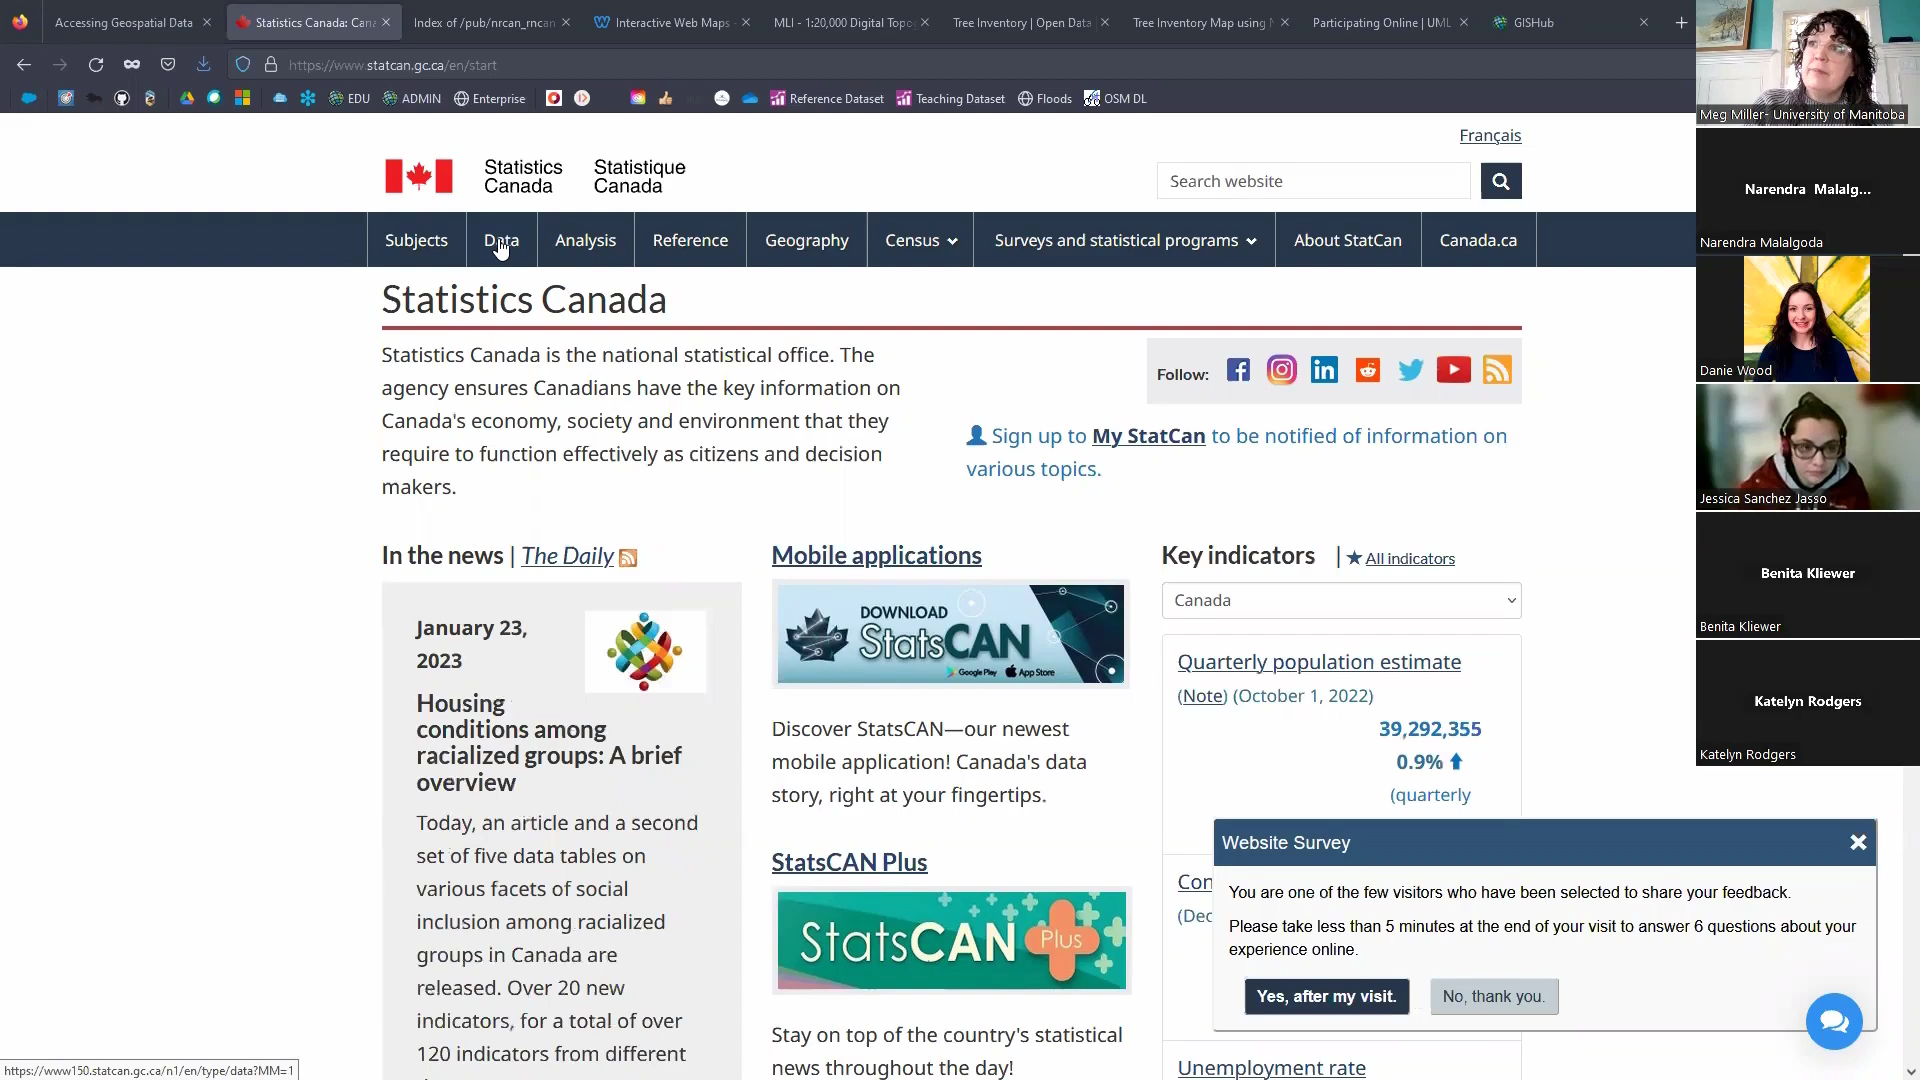 Accessing Geospatial Data
Statistics Canada: Cana
Index of /pub/nrcan_rncan
Interactive Web Maps
MLI - 1:20,000 Digital Topo
Tree Inventory | Open Data
Tree Inventory Map using
Participating Online | UML
GISHub
https://www.statcan.gc.ca/en/start
EDU
ADMIN
Enterprise
Reference Dataset
Teaching Dataset
Floods
OSM DL
Français
Statistics
Canada
Statistique
Canada
Search website
Subjects
Data
Analysis
Reference
Geography
Census
Surveys and statistical programs
About StatCan
Canada.ca
Statistics Canada
Statistics Canada is the national statistical office. The
agency ensures Canadians have the key information on
Canada's economy, society and environment that they
require to function effectively as citizens and decision
makers.
Follow:
Sign up to My StatCan to be notified of information on
various topics.
In the news | The Daily
January 23,
2023
Housing
conditions among
racialized groups: A brief
overview
Today, an article and a second
set of five data tables on
various facets of social
inclusion among racialized
groups in Canada are
released. Over 20 new
indicators, for a total of over
120 indicators from different
Mobile applications
DOWNLOAD
StatsCAN
Google Play
App Store
Discover StatsCAN—our newest
mobile application! Canada's data
story, right at your fingertips.
StatsCAN Plus
StatsCAN Plus
Stay on top of the country's statistical
news throughout the day!
Key indicators | All indicators
Canada
Quarterly population estimate
(Note) (October 1, 2022)
39,292,355
0.9%
(quarterly
Con
(Dec
Unemployment rate
Website Survey
You are one of the few visitors who have been selected to share your feedback.
Please take less than 5 minutes at the end of your visit to answer 6 questions about your
experience online.
Yes, after my visit.
No, thank you.
https://www150.statcan.gc.ca/n1/en/type/data?MM=1
Meg Miller- University of Manitoba
Narendra Malalg...
Narendra Malalgoda
Danie Wood
Jessica Sanchez Jasso
Benita Kliewer
Benita Kliewer
Katelyn Rodgers
Katelyn Rodgers